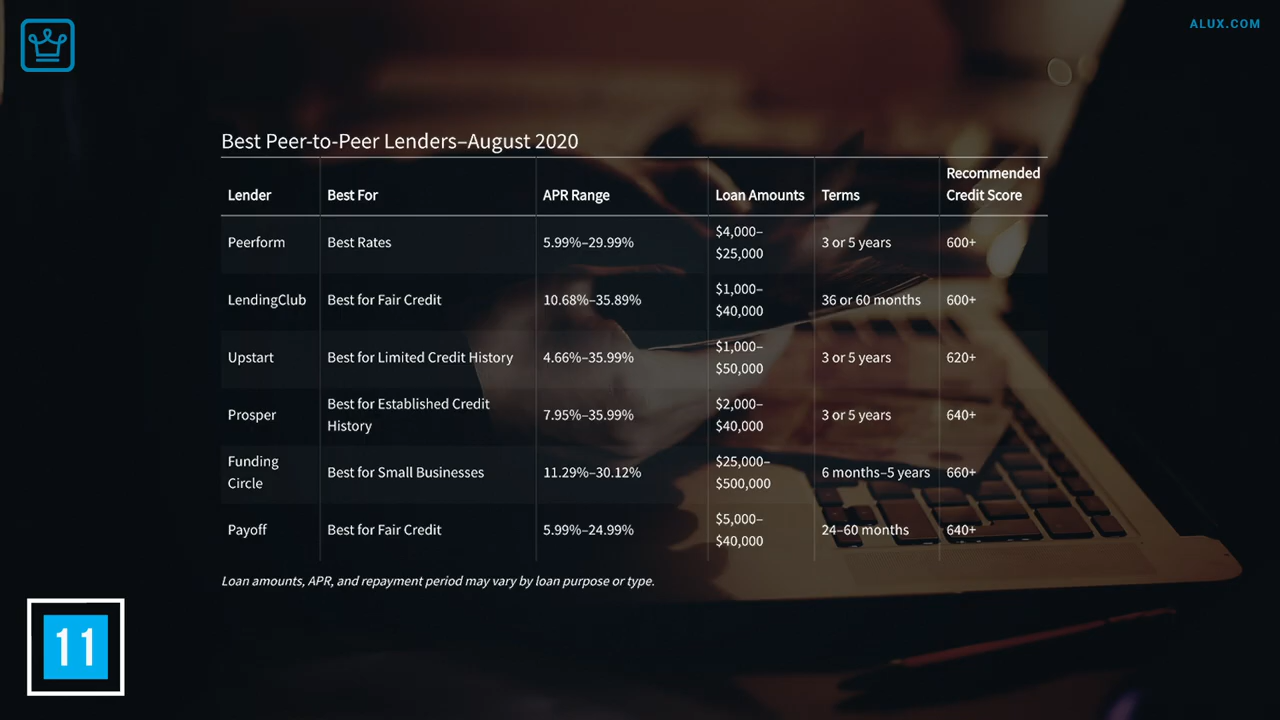 ALUX.COM
Best Peer-to-Peer Lenders–August 2020
Lender Best For APR Range Loan Amounts Terms Recommended Credit Score
Peerform Best Rates 5.99%–29.99% $4,000–$25,000 3 or 5 years 600+
LendingClub Best for Fair Credit 10.68%–35.89% $1,000–$40,000 36 or 60 months 600+
Upstart Best for Limited Credit History 4.66%–35.99% $1,000–$50,000 3 or 5 years 620+
Prosper Best for Established Credit History 7.95%–35.99% $2,000–$40,000 3 or 5 years 640+
Funding Circle Best for Small Businesses 11.29%–30.12% $25,000–$500,000 6 months–5 years 660+
Payoff Best for Fair Credit 5.99%–24.99% $5,000–$40,000 24–60 months 640+
Loan amounts, APR, and repayment period may vary by loan purpose or type.
11